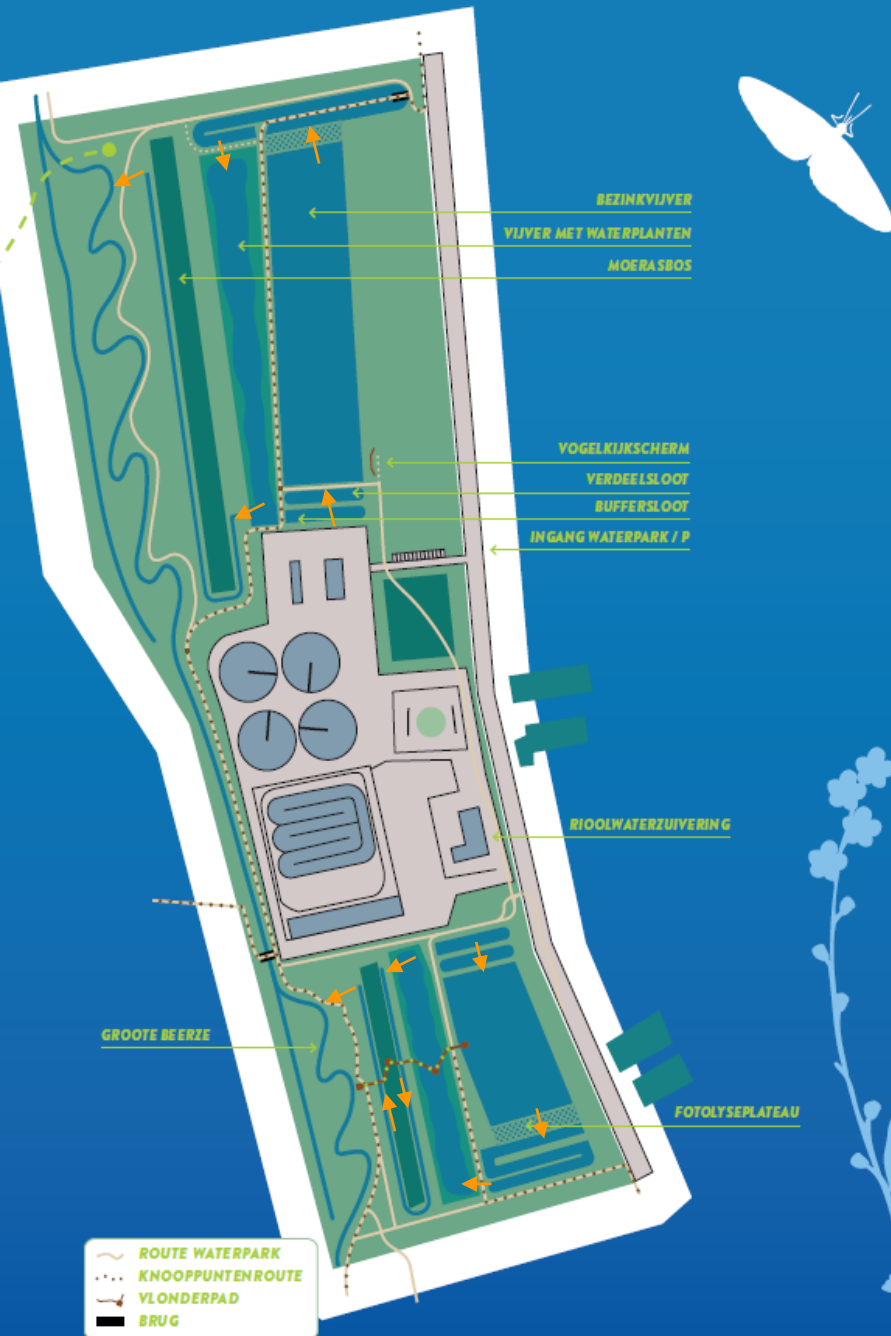 BEZINKVIJVER
VIJVER MET WATERPLANTEN
MOERASBOS
VOGELKIJKSCHERM
VERDEELSLOOT
BUFFERSLOOT
INGANG WATERPARK / P
RIOOLWATERZUIVERING
GROOTE BEERZE
FOTOLYSEPLATEAU
ROUTE WATERPARK
KNOOPPUNTENROUTE
VLONDERPAD
BRUG